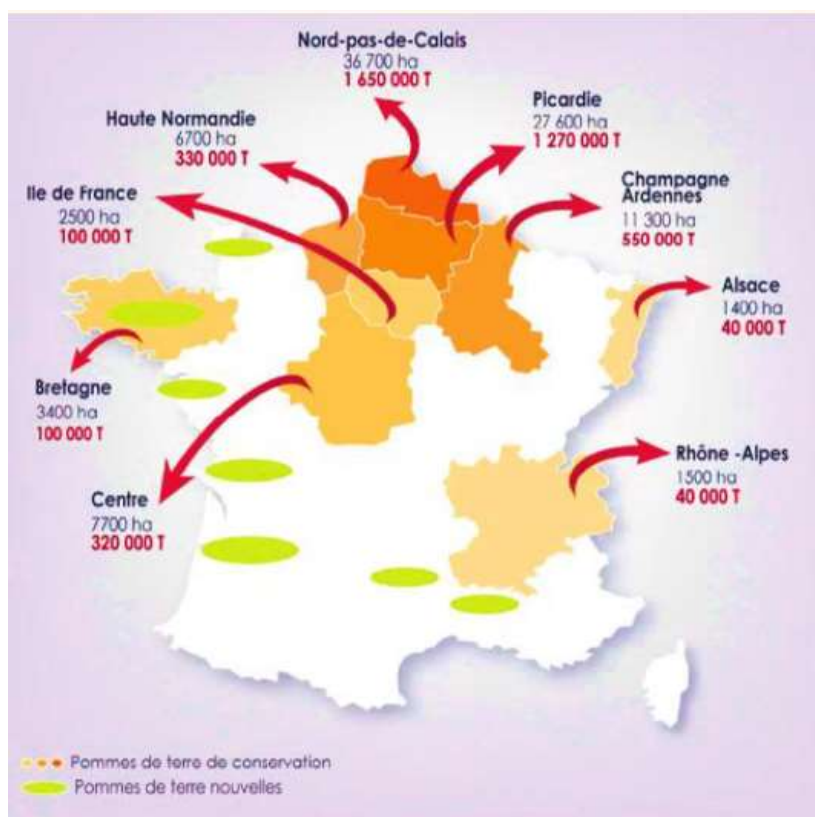 Nord-pas-de-Calais
36 700 ha
1 650 000 T
Picardie
27 600 ha
1 270 000 T
Haute Normandie
6700 ha
330 000 T
Champagne
Ardennes
11 300 ha
550 000 T
Ile de France
2500 ha
100 000 T
Alsace
1400 ha
40 000 T
Bretagne
3400 ha
100 000 T
Rhône -Alpes
1500 ha
40 000 T
Centre
7700 ha
320 000 T
Pommes de terre de conservation
Pommes de terre nouvelles